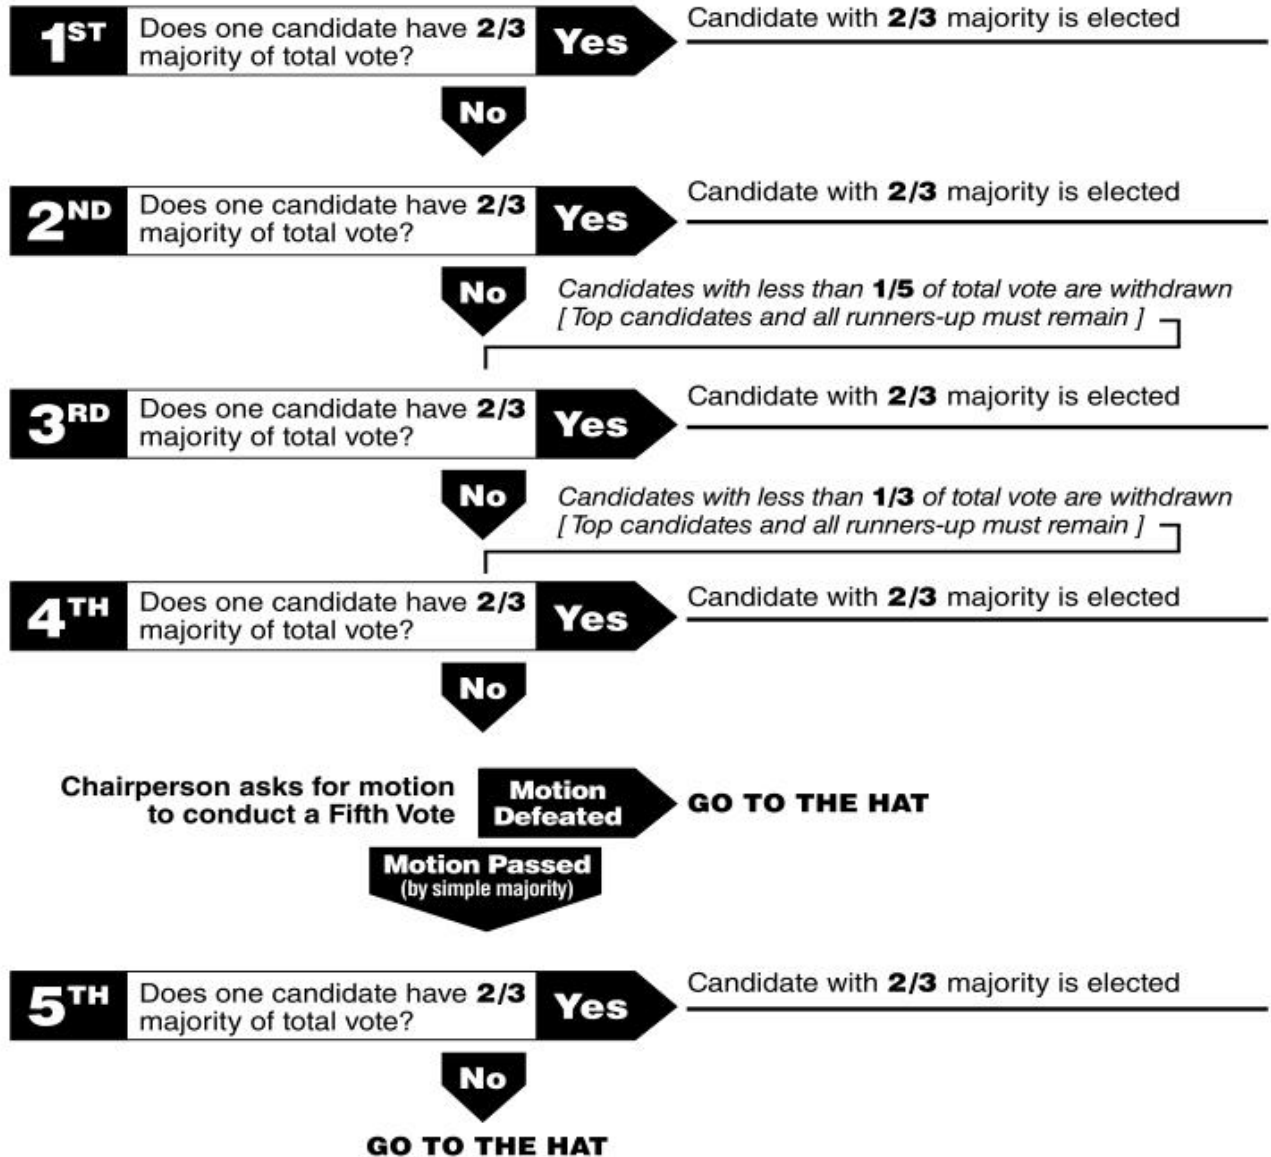 1ST
Does one candidate have 2/3
majority of total vote?
Yes
Candidate with 2/3 majority is elected
No
2ND
Does one candidate have 2/3
majority of total vote?
Yes
Candidate with 2/3 majority is elected
No
Candidates with less than 1/5 of total vote are withdrawn
[ Top candidates and all runners-up must remain ]
3RD
Does one candidate have 2/3
majority of total vote?
Yes
Candidate with 2/3 majority is elected
No
Candidates with less than 1/3 of total vote are withdrawn
[ Top candidates and all runners-up must remain ]
4TH
Does one candidate have 2/3
majority of total vote?
Yes
Candidate with 2/3 majority is elected
No
Chairperson asks for motion
to conduct a Fifth Vote
Motion
Defeated
GO TO THE HAT
Motion Passed
(by simple majority)
5TH
Does one candidate have 2/3
majority of total vote?
Yes
Candidate with 2/3 majority is elected
No
GO TO THE HAT